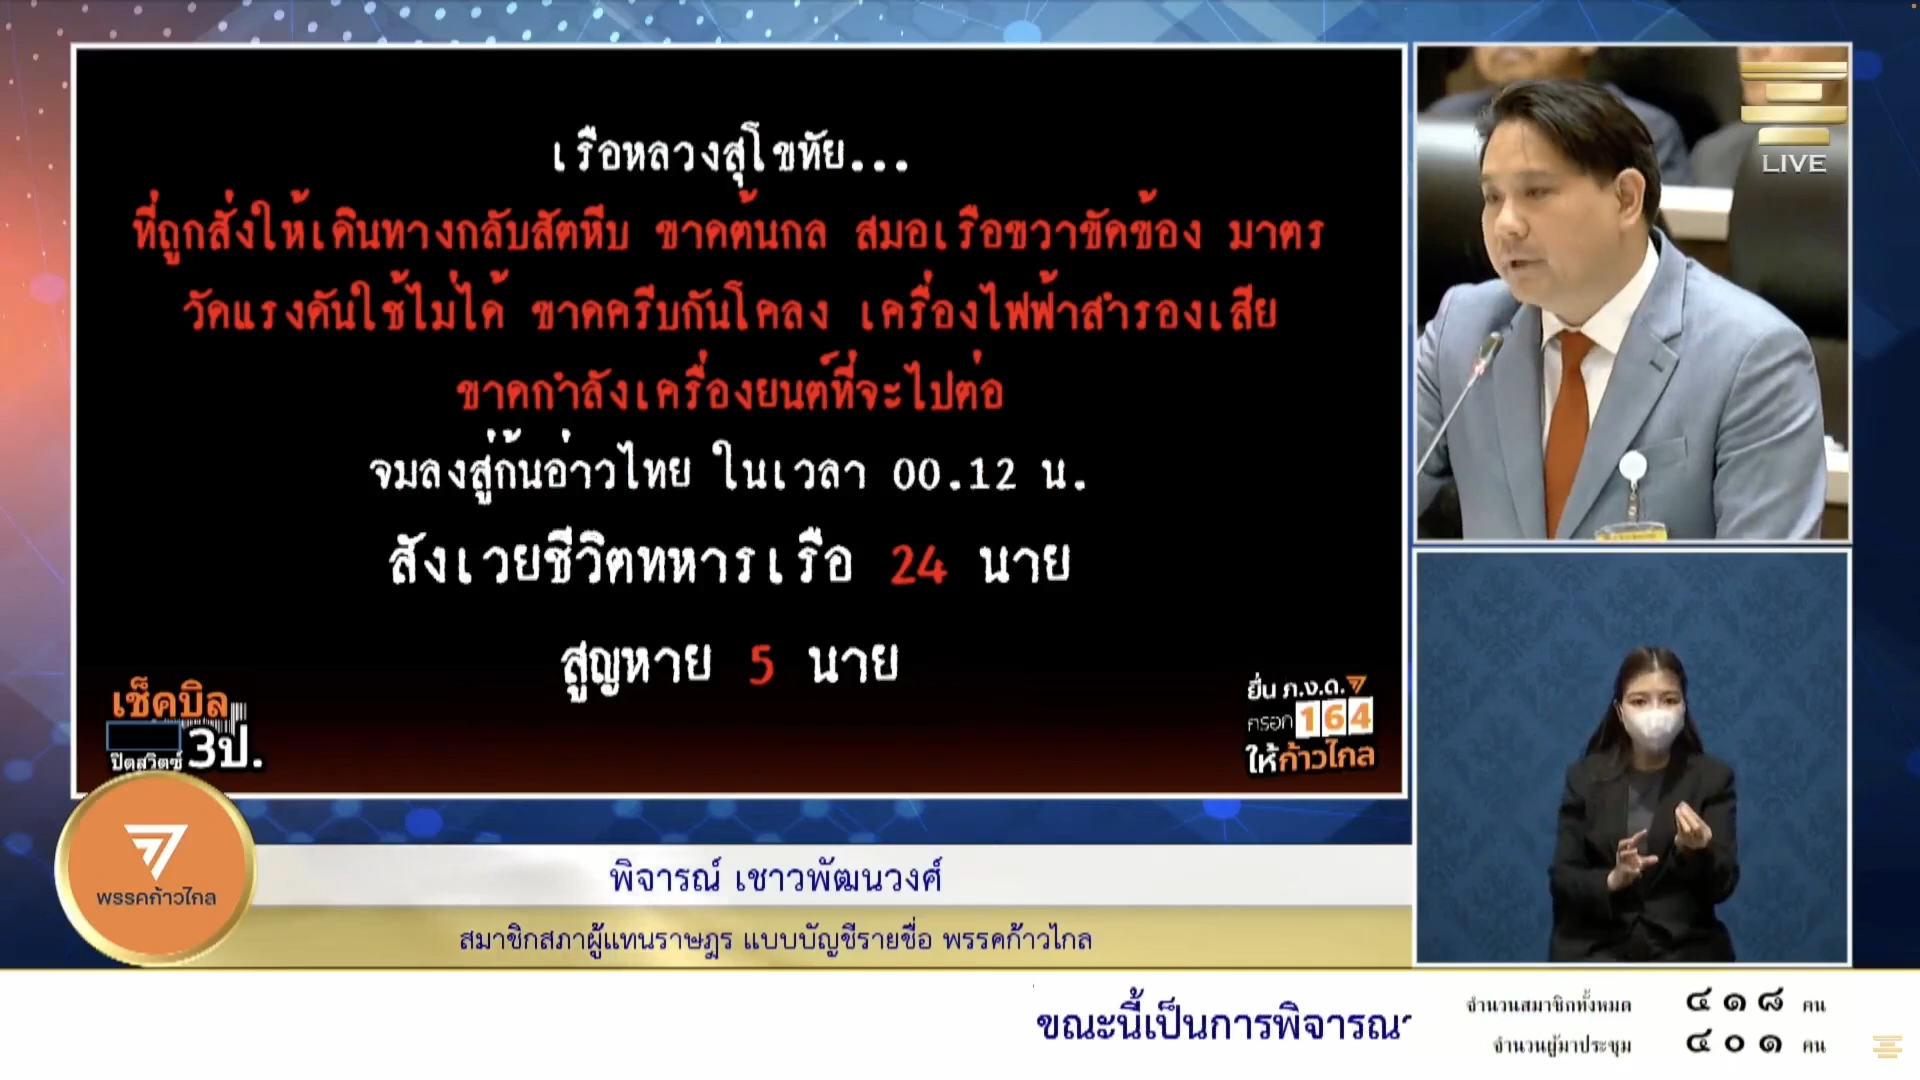 เรือหลวงสุโขทัย...
ที่ถูกสั่งให้เดินทางกลับสัตหีบ ขาดต้นกล สมอเรือขวาขัดข้อง มาตร
วัดแรงดันใช้ไม่ได้ ขาดครีบกันโคลง เครื่องไฟฟ้าสำรองเสีย
ขาดกำลังเครื่องยนต์ที่จะไปต่อ
จมลงสู่ก้นอ่าวไทย ในเวลา 00.12 น.
สังเวยชีวิตทหารเรือ 24 นาย
สูญหาย 5 นาย
เช็คบิล
3ป.
ปิดสวิตซ์
ยื่น ภ.ง.ด.
กรอก 164
ให้ก้าวไกล
LIVE
พรรคก้าวไกล
พิจารณ์ เชาวพัฒนวงศ์
สมาชิกสภาผู้แทนราษฎร แบบบัญชีรายชื่อ พรรคก้าวไกล
ขณะนี้เป็นการพิจารณา
จำนวนสมาชิกทั้งหมด ๔๑๘ คน
จำนวนผู้มาประชุม ๔๐๑ คน